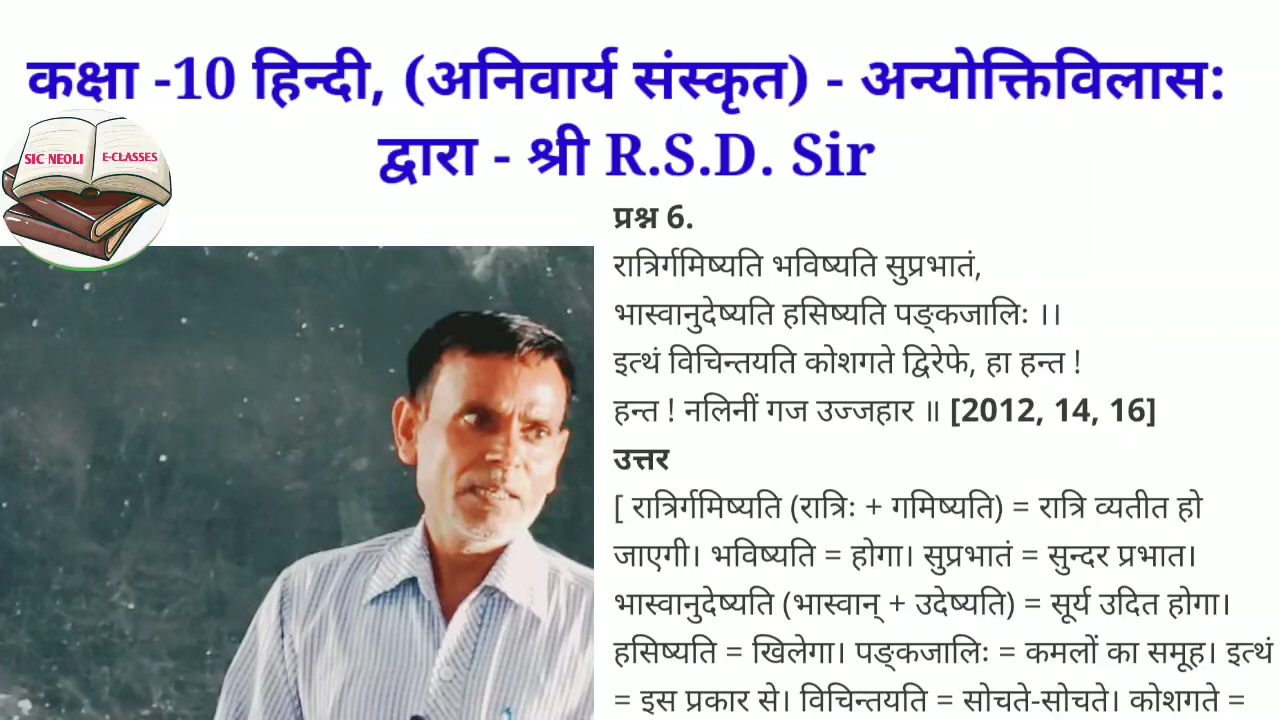 कक्षा -10 हिन्दी, (अनिवार्य संस्कृत) - अन्योक्तिविलास:
द्वारा - श्री R.S.D. Sir
SIC NEOLI E-CLASSES
प्रश्न 6.
रात्रिर्गमिष्यति भविष्यति सुप्रभातं,
भास्वानुदेष्यति हसिष्यति पङ्कजालिः ।।
इत्थं विचिन्तयति कोशगते द्विरेफे, हा हन्त !
हन्त ! नलिनीं गज उज्जहार ॥ [2012, 14, 16]
उत्तर
[ रात्रिर्गमिष्यति (रात्रिः + गमिष्यति) = रात्रि व्यतीत हो
जाएगी। भविष्यति = होगा। सुप्रभातं = सुन्दर प्रभात।
भास्वानुदेष्यति (भास्वान् + उदेष्यति) = सूर्य उदित होगा।
हसिष्यति = खिलेगा। पङ्कजालिः = कमलों का समूह। इत्थं
= इस प्रकार से। विचिन्तयति = सोचते-सोचते। कोशगते =